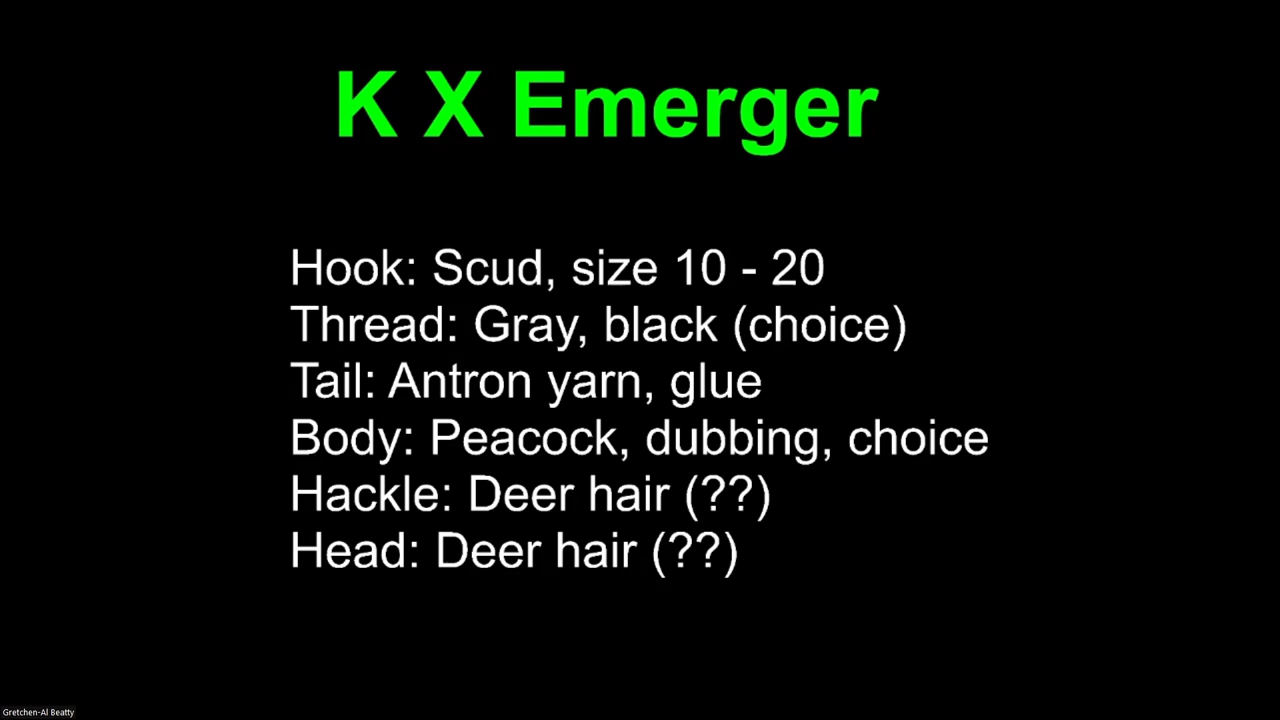 K X Emerger
Hook: Scud, size 10 - 20
Thread: Gray, black (choice)
Tail: Antron yarn, glue
Body: Peacock, dubbing, choice
Hackle: Deer hair (??)
Head: Deer hair (??)
Gretchen-Al Beatty